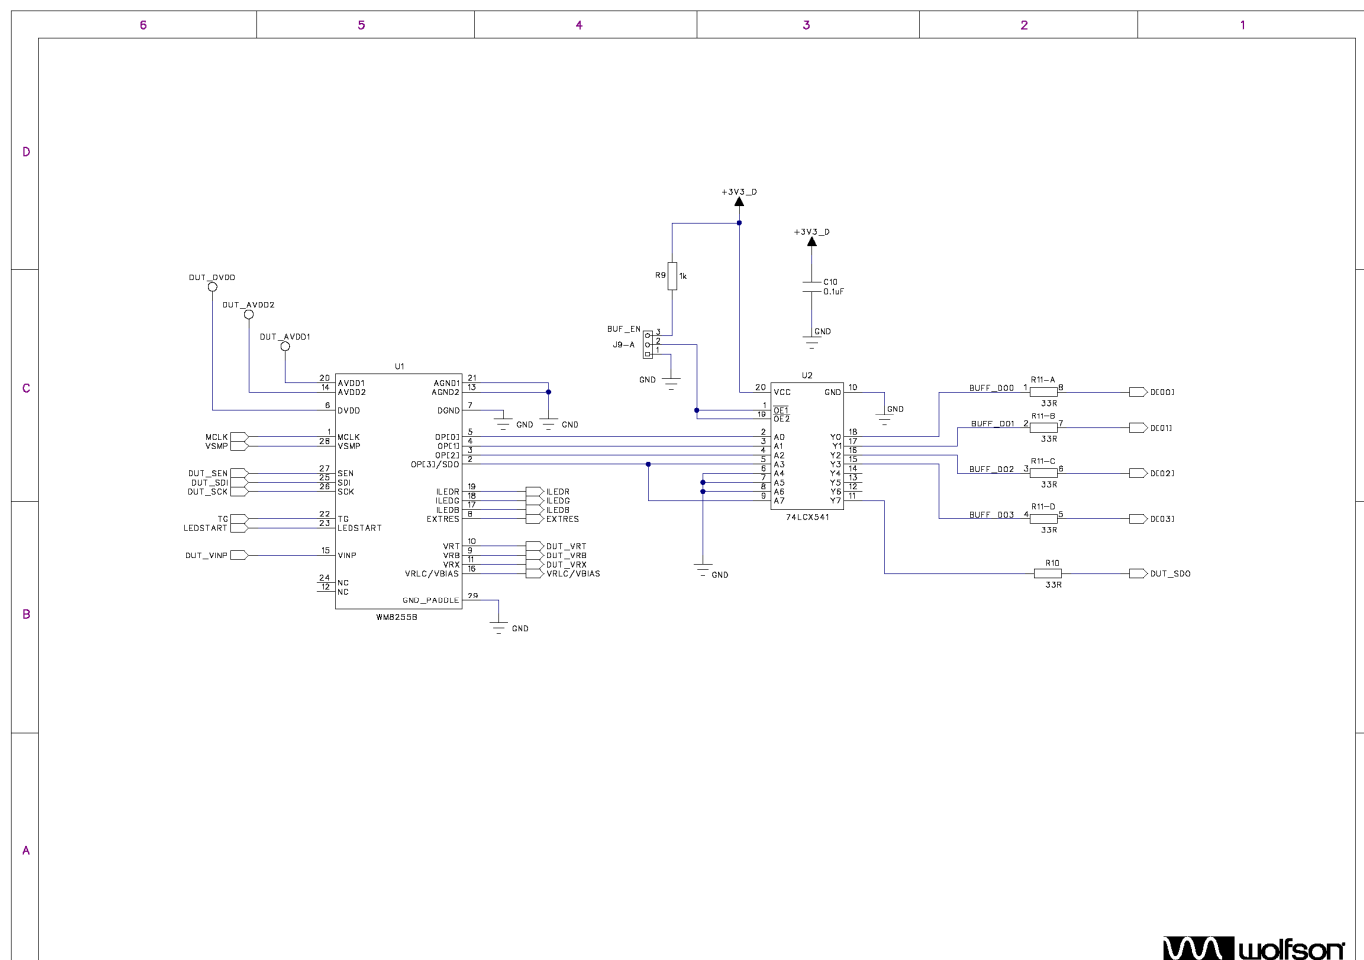 6 5 4 3 2 1
D
+3V3_D
+3V3_D
DUT_DVDD
R9 1k
C10
0.1uF
DUT_AVDD2
GND
BUF_EN 3
DUT_AVDD1
J9-A 2
1
GND
C
U1
U2
20 AVDD1 AGND1 21
14 AVDD2 AGND2 13
6 DVDD DGND 7
GND GND
20 VCC GND 10
GND
1 OE1
19 OE2
BUFF_DO0 1 R11-A 8 D[00]
33R
BUFF_DO1 2 R11-B 7 D[01]
33R
MCLK 1 MCLK OP[0] 5
VSMP 28 VSMP OP[1] 4
OP[2] 3
OP[3]/SDO 2
2 A0 Y0 18
3 A1 Y1 17
4 A2 Y2 16
5 A3 Y3 15
6 A4 Y4 14
7 A5 Y5 13
8 A6 Y6 12
9 A7 Y7 11
74LCX541
BUFF_DO2 3 R11-C 6 D[02]
33R
DUT_SEN 27 SEN
DUT_SDI 25 SDI
DUT_SCK 26 SCK
ILEDR 19 ILEDR
ILEDG 18 ILEDG
ILEDB 17 ILEDB
EXTRES 8 EXTRES
BUFF_DO3 4 R11-D 5 D[03]
33R
TG 22 TG
LEDSTART 23 LEDSTART
DUT_VINP 15 VINP
VRT 10 DUT_VRT
VRB 9 DUT_VRB
VRX 11 DUT_VRX
VRLC/VBIAS 16 VRLC/VBIAS
GND
R10
33R
DUT_SDO
24 NC
12 NC
GND_PADDLE 29
WM8255B
GND
B
A
wolfson